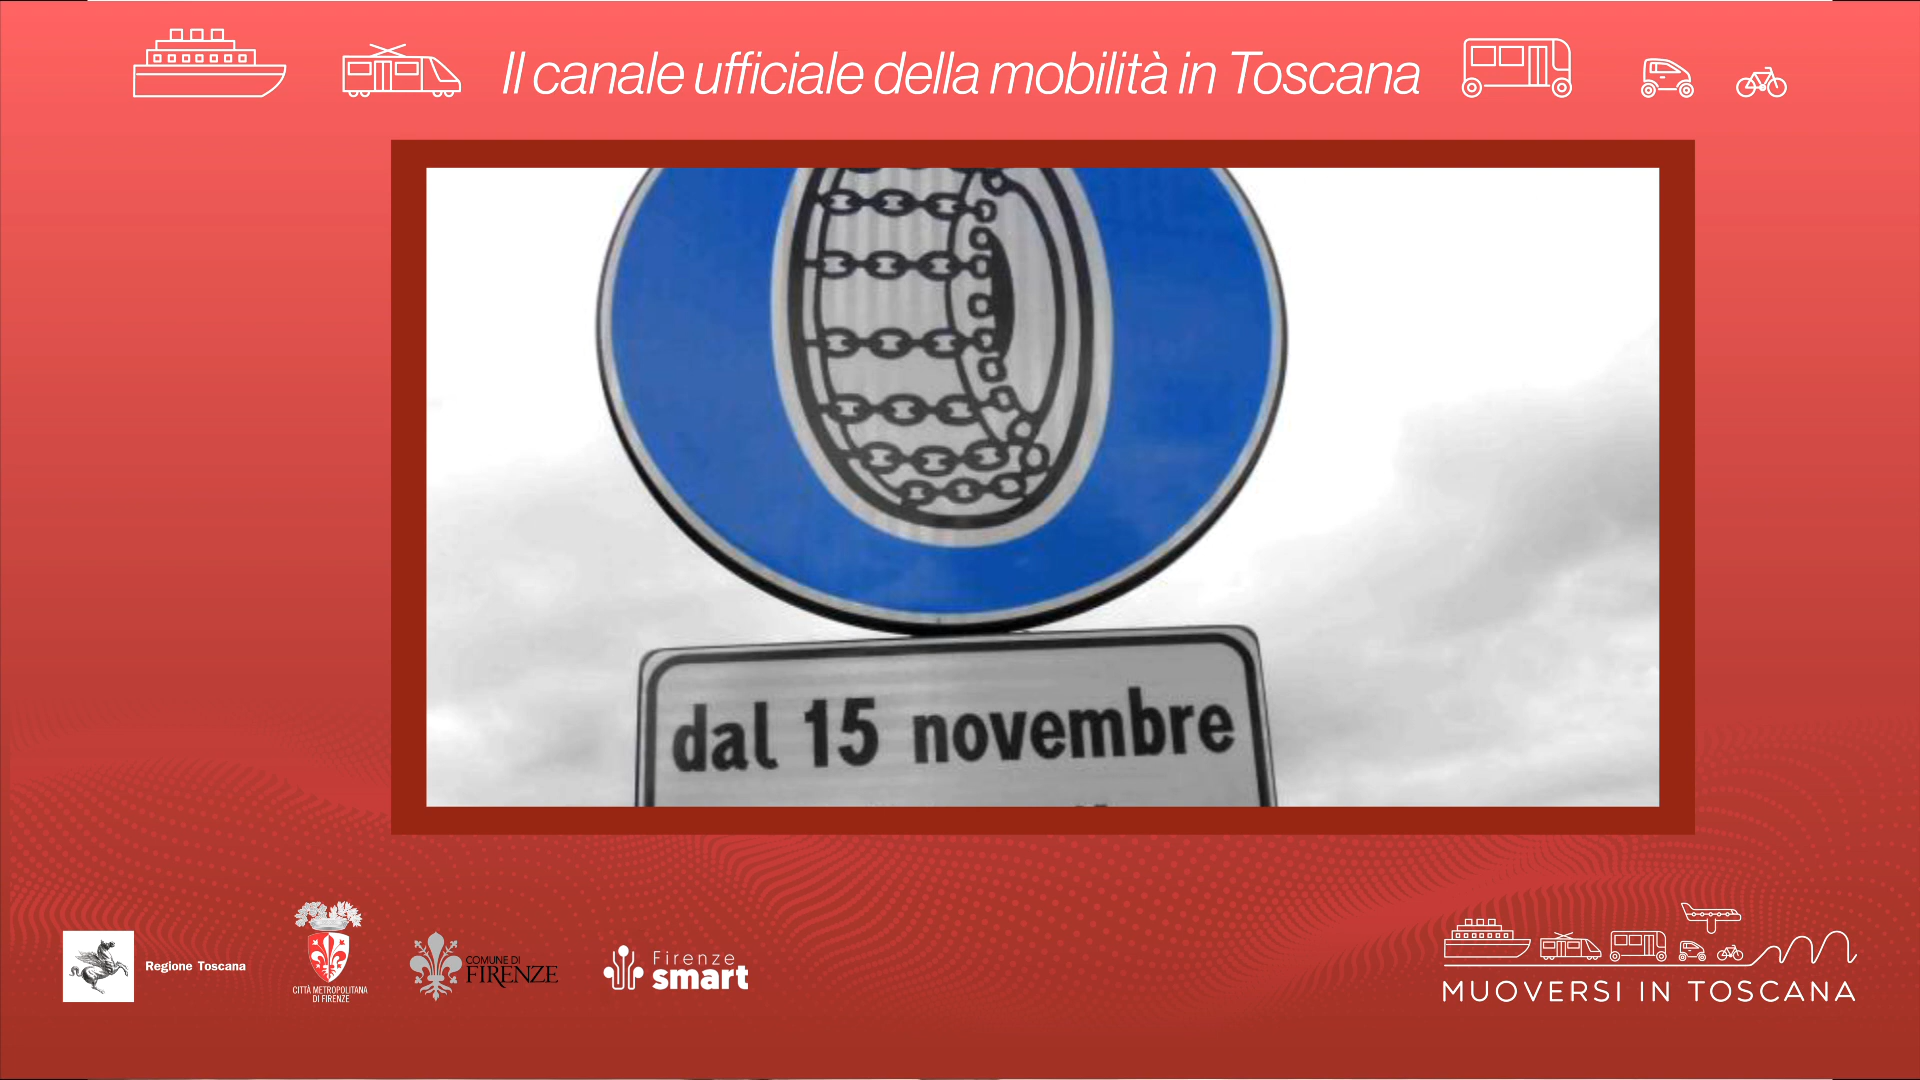 Il canale ufficiale della mobilità in Toscana
dal 15 novembre
Regione Toscana
CITTÀ METROPOLITANA
DI FIRENZE
COMUNE DI
FIRENZE
Firenze
smart
MUOVERSI IN TOSCANA